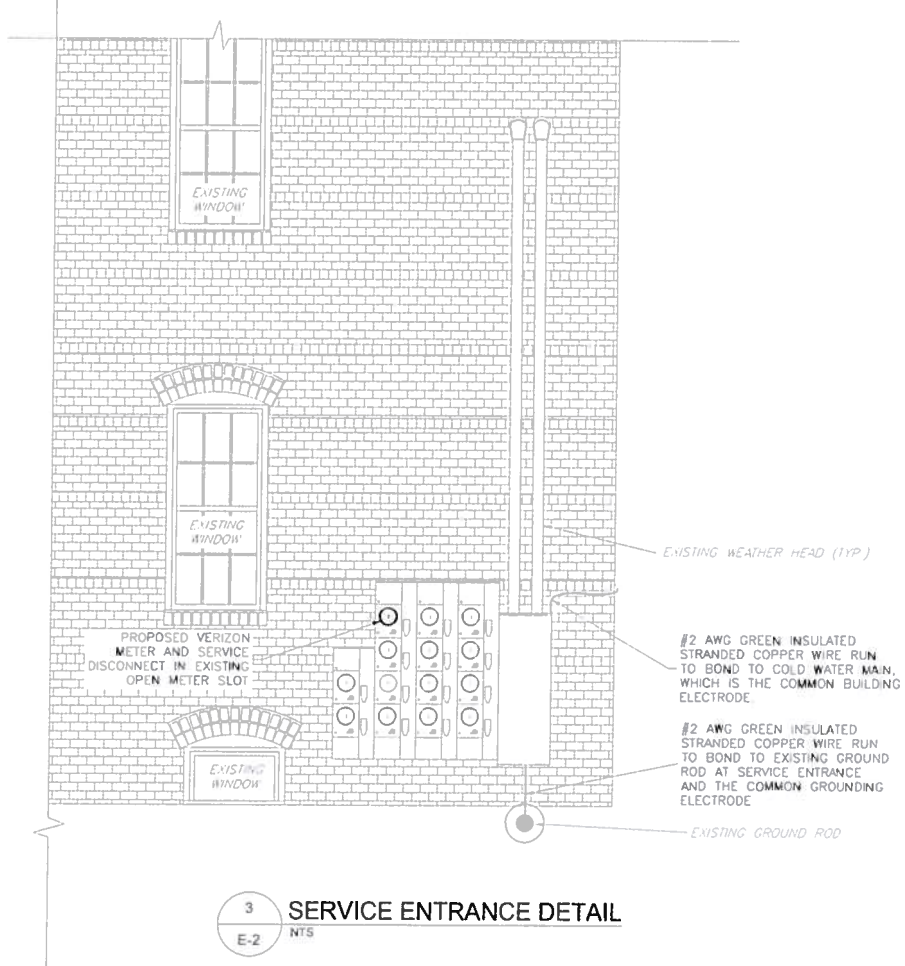 EXISTING
WINDOW
EXISTING
WINDOW
EXISTING WEATHER HEAD (TYP.)
PROPOSED VERIZON
METER AND SERVICE
DISCONNECT IN EXISTING
OPEN METER SLOT
#2 AWG GREEN INSULATED
STRANDED COPPER WIRE RUN
TO BOND TO COLD WATER MAIN,
WHICH IS THE COMMON BUILDING
ELECTRODE.
#2 AWG GREEN INSULATED
STRANDED COPPER WIRE RUN
TO BOND TO EXISTING GROUND
ROD AT SERVICE ENTRANCE
AND THE COMMON GROUNDING
ELECTRODE
EXISTING
WINDOW
EXISTING GROUND ROD
3
E-2
SERVICE ENTRANCE DETAIL
NTS